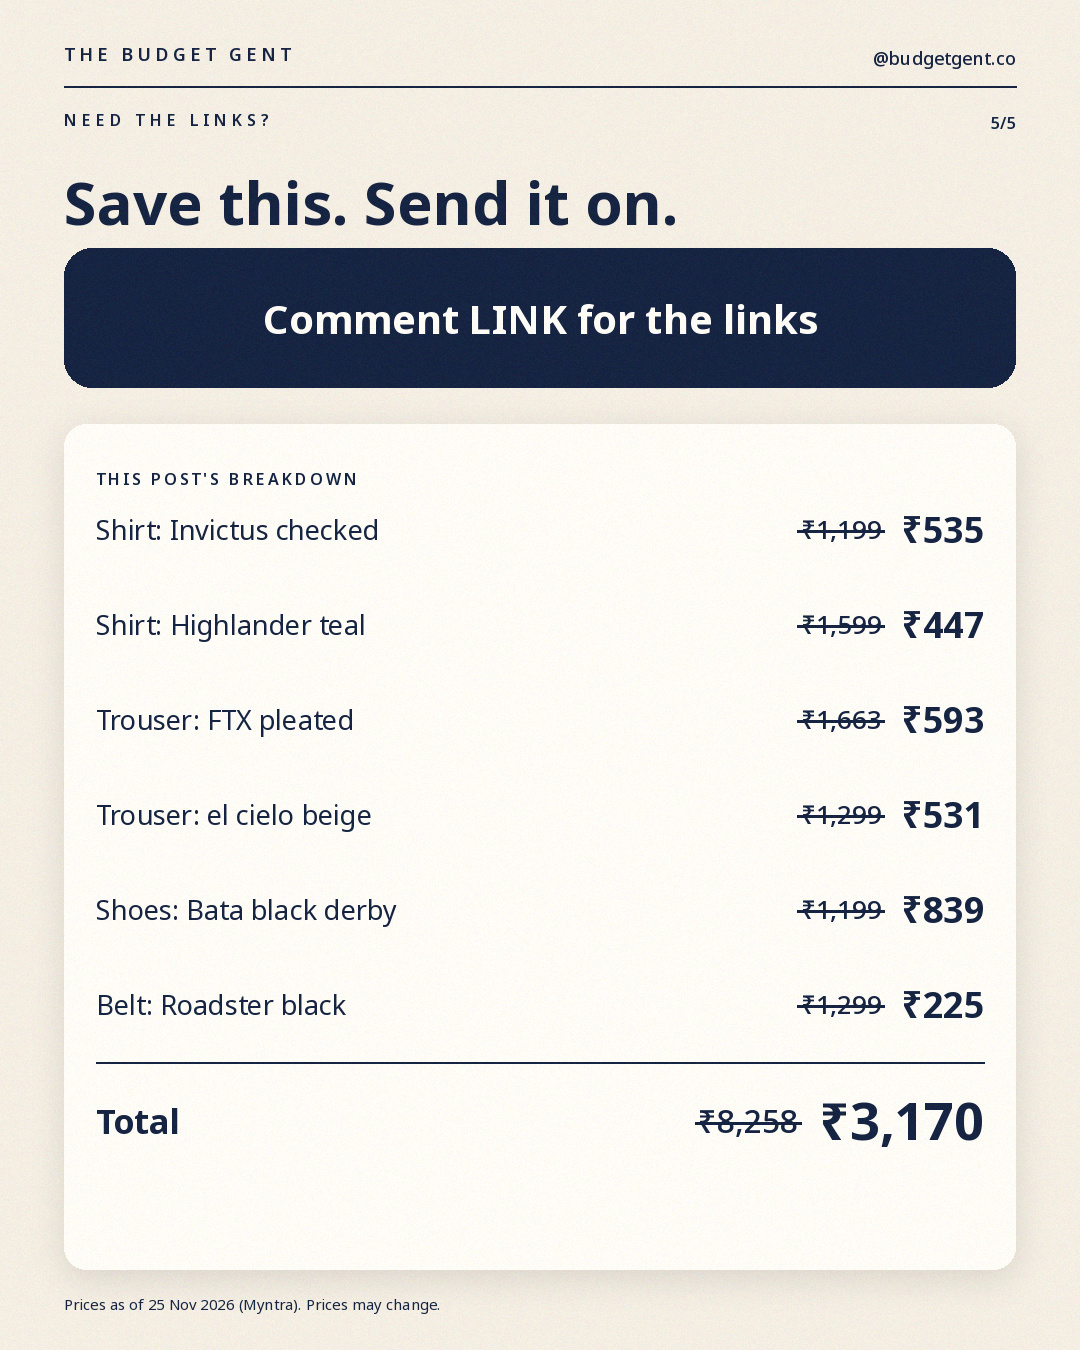 THE BUDGET GENT
@budgetgent.co
NEED THE LINKS?
5/5
Save this. Send it on.
Comment LINK for the links
THIS POST'S BREAKDOWN
Shirt: Invictus checked ₹1,199 ₹535
Shirt: Highlander teal ₹1,599 ₹447
Trouser: FTX pleated ₹1,663 ₹593
Trouser: el cielo beige ₹1,299 ₹531
Shoes: Bata black derby ₹1,199 ₹839
Belt: Roadster black ₹1,299 ₹225
Total ₹8,258 ₹3,170
Prices as of 25 Nov 2026 (Myntra). Prices may change.